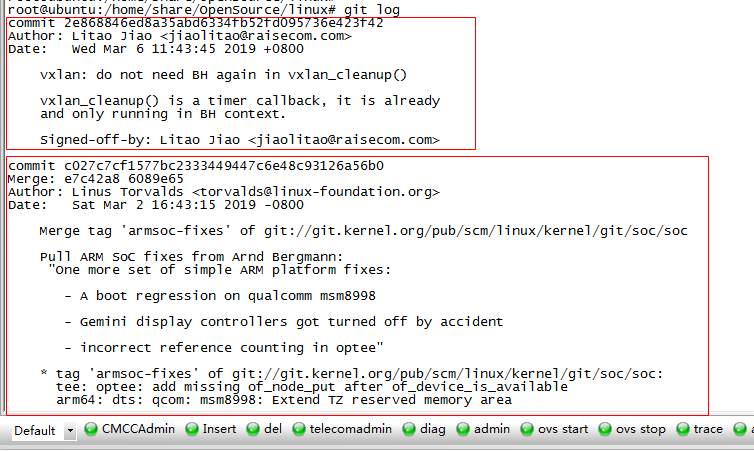 root@ubuntu:/home/share/OpenSource/linux# git log
commit 2e868846ed8a35abd6334fb52fd095736e423f42
Author: Litao Jiao <jiaolitao@raisecom.com>
Date:   Wed Mar 6 11:43:45 2019 +0800

    vxlan: do not need BH again in vxlan_cleanup()

    vxlan_cleanup() is a timer callback, it is already
    and only running in BH context.

    Signed-off-by: Litao Jiao <jiaolitao@raisecom.com>

commit c027c7cf1577bc2333449447c6e48c93126a56b0
Merge: e7c42a8 6089e65
Author: Linus Torvalds <torvalds@linux-foundation.org>
Date:   Sat Mar 2 16:43:15 2019 -0800

    Merge tag 'armsoc-fixes' of git://git.kernel.org/pub/scm/linux/kernel/git/soc/soc

    Pull ARM SoC fixes from Arnd Bergmann:
     "One more set of simple ARM platform fixes:

       - A boot regression on qualcomm msm8998

       - Gemini display controllers got turned off by accident

       - incorrect reference counting in optee"

    * tag 'armsoc-fixes' of git://git.kernel.org/pub/scm/linux/kernel/git/soc/soc:
      tee: optee: add missing of_node_put after of_device_is_available
      arm64: dts: qcom: msm8998: Extend TZ reserved memory area
Default CMCCAdmin Insert del telecomadmin diag admin ovs start ovs stop trace